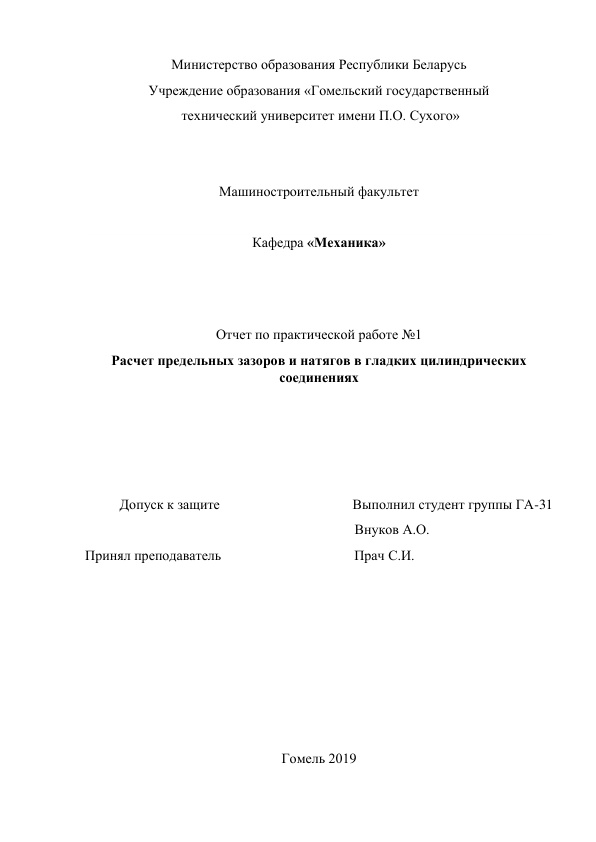 Министерство образования Республики Беларусь
Учреждение образования «Гомельский государственный
технический университет имени П.О. Сухого»
Машиностроительный факультет
Кафедра «Механика»
Отчет по практической работе №1
Расчет предельных зазоров и натягов в гладких цилиндрических
соединениях
Допуск к защите Выполнил студент группы ГА-31
Внуков А.О.
Принял преподаватель Прач С.И.
Гомель 2019